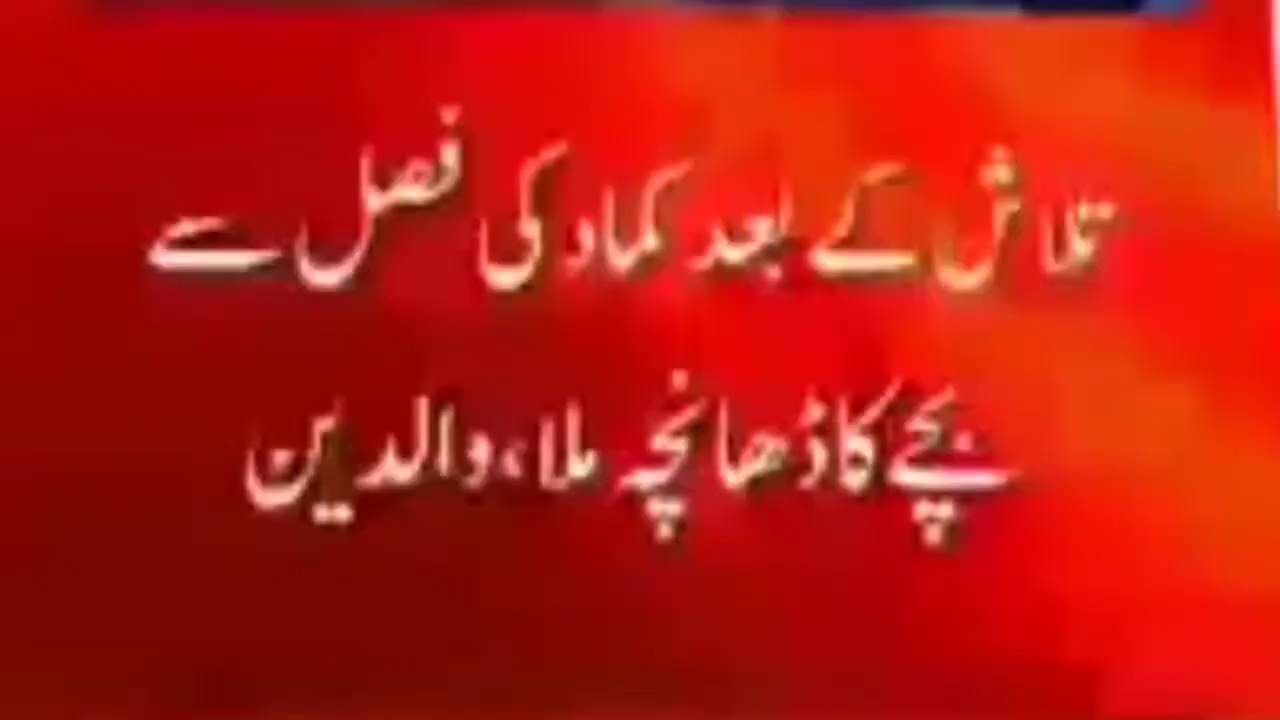 تلاش کے بعد کماد کی فصل سے
بچے کا ڈھانچہ ملا، والدین